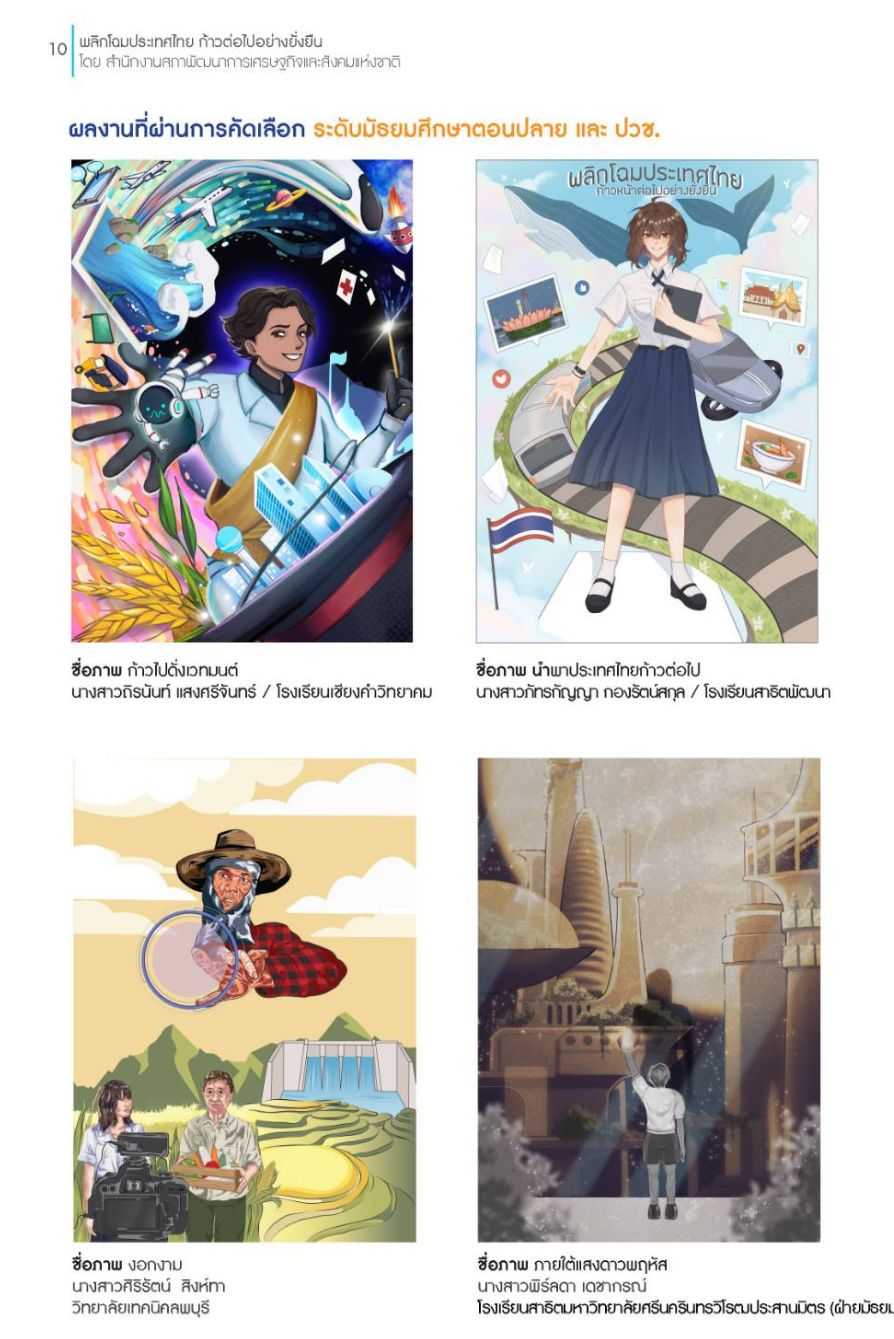 10
พลิกโฉมประเทศไทย ก้าวต่อไปอย่างยั่งยืน
โดย สำนักงานสภาพัฒนาการเศรษฐกิจและสังคมแห่งชาติ
ผลงานที่ผ่านการคัดเลือก ระดับมัธยมศึกษาตอนปลาย และ ปวช.
พลิกโฉมประเทศไทย
ก้าวหน้าต่อไปอย่างยั่งยืน
ชื่อภาพ ก้าวไปดั่งเวทมนต์
นางสาวถิรนันท์ แสงศรีจันทร์ / โรงเรียนเชียงคำวิทยาคม
ชื่อภาพ นำพาประเทศไทยก้าวต่อไป
นางสาวภัทรกัญญา กองรัตน์สกุล / โรงเรียนสาธิตพัฒนา
ชื่อภาพ งอกงาม
นางสาวศิริรัตน์ สิงห์ทา
วิทยาลัยเทคนิคลพบุรี
ชื่อภาพ ภายใต้แสงดาวพฤหัส
นางสาวพิร์ลดา เดชากรณ์
โรงเรียนสาธิตมหาวิทยาลัยศรีนครินทรวิโรฒประสานมิตร (ฝ่ายมัธยม